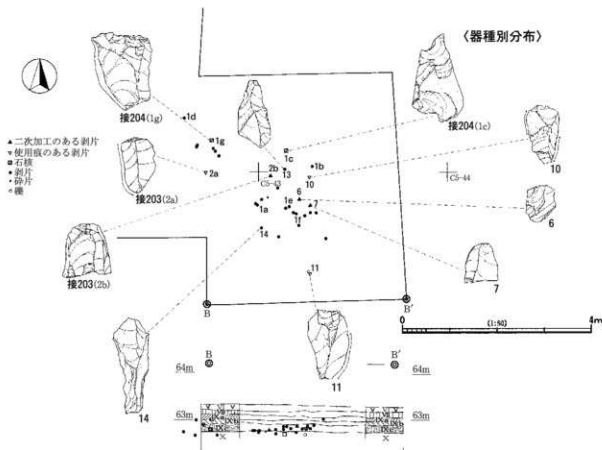 〈器種別分布〉
接204(1g)
1d
接204(1c)
▲二次加工のある剥片
▽使用痕のある剥片
石核
•剥片
•砕片
○礫
1g
1c
2b
13
1b
10
10
2a
C5-43
C5-44
接203(2a)
6
7
6
1a
1e
1f
14
7
接203(2b)
11
B
B'
0
(1:80)
4m
14
11
64m
B
B'
64m
63m
63m
X
X